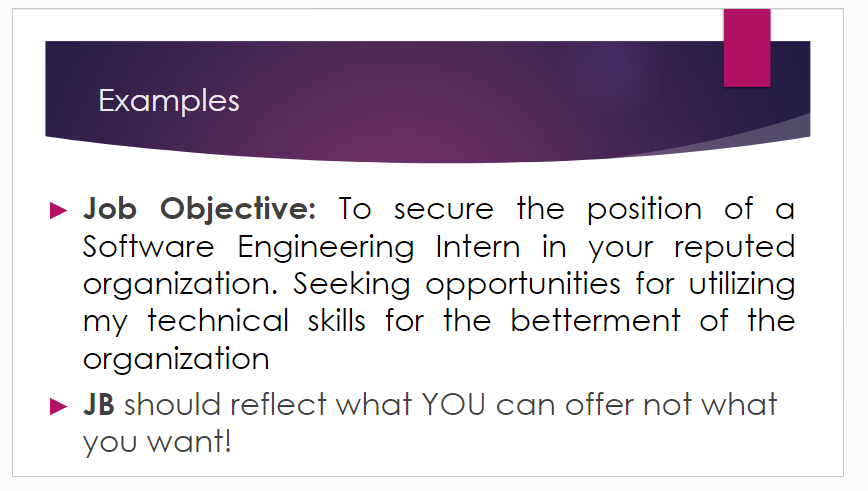 Examples
Job Objective: To secure the position of a
Software Engineering Intern in your reputed
organization. Seeking opportunities for utilizing
my technical skills for the betterment of the
organization
JB should reflect what YOU can offer not what
you want!